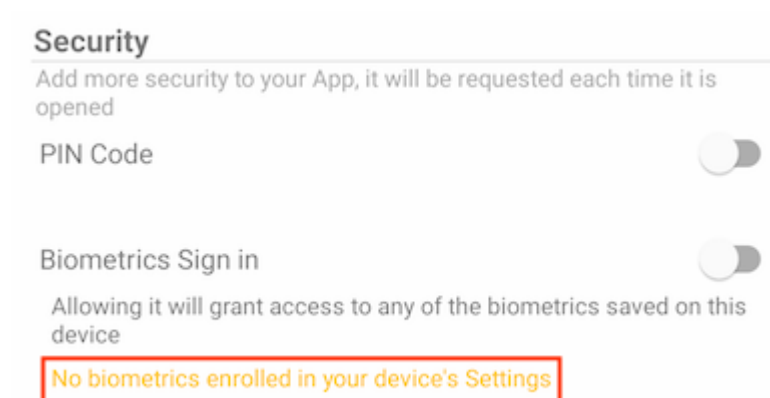 Security
Add more security to your App, it will be requested each time it is
opened
PIN Code
Biometrics Sign in
Allowing it will grant access to any of the biometrics saved on this
device
No biometrics enrolled in your device's Settings